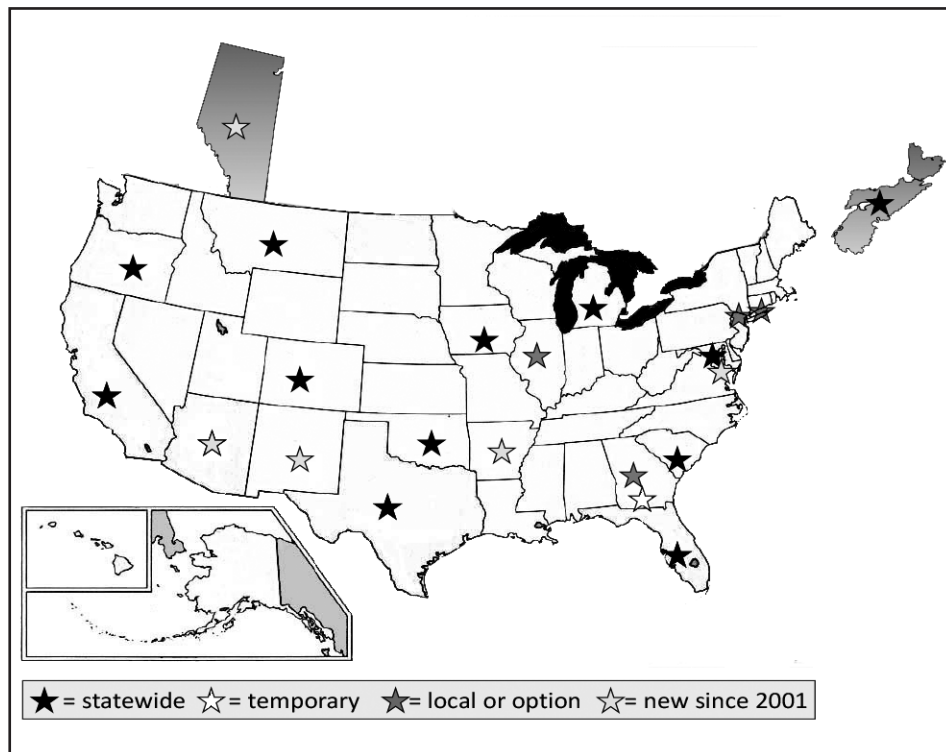 ★= statewide ☆= temporary ★= local or option ☆= new since 2001